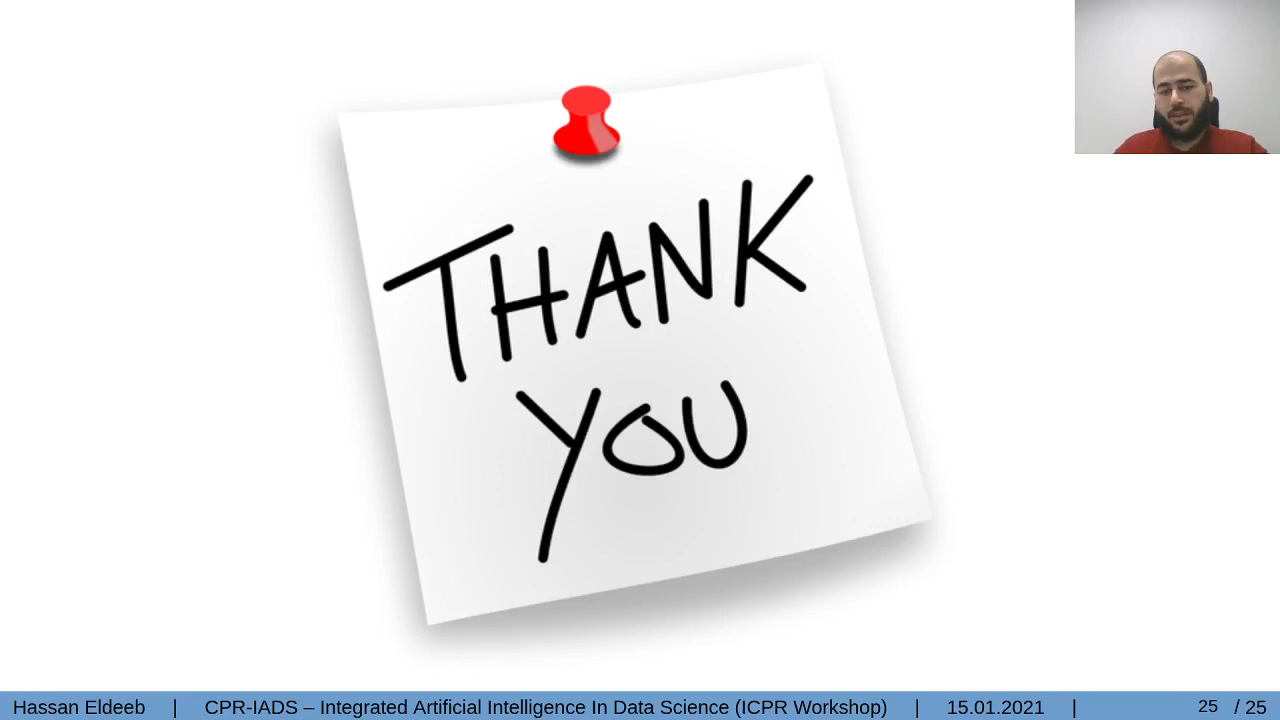 THANK
YOU
Hassan Eldeeb | CPR-IADS – Integrated Artificial Intelligence In Data Science (ICPR Workshop) | 15.01.2021 | 25 / 25